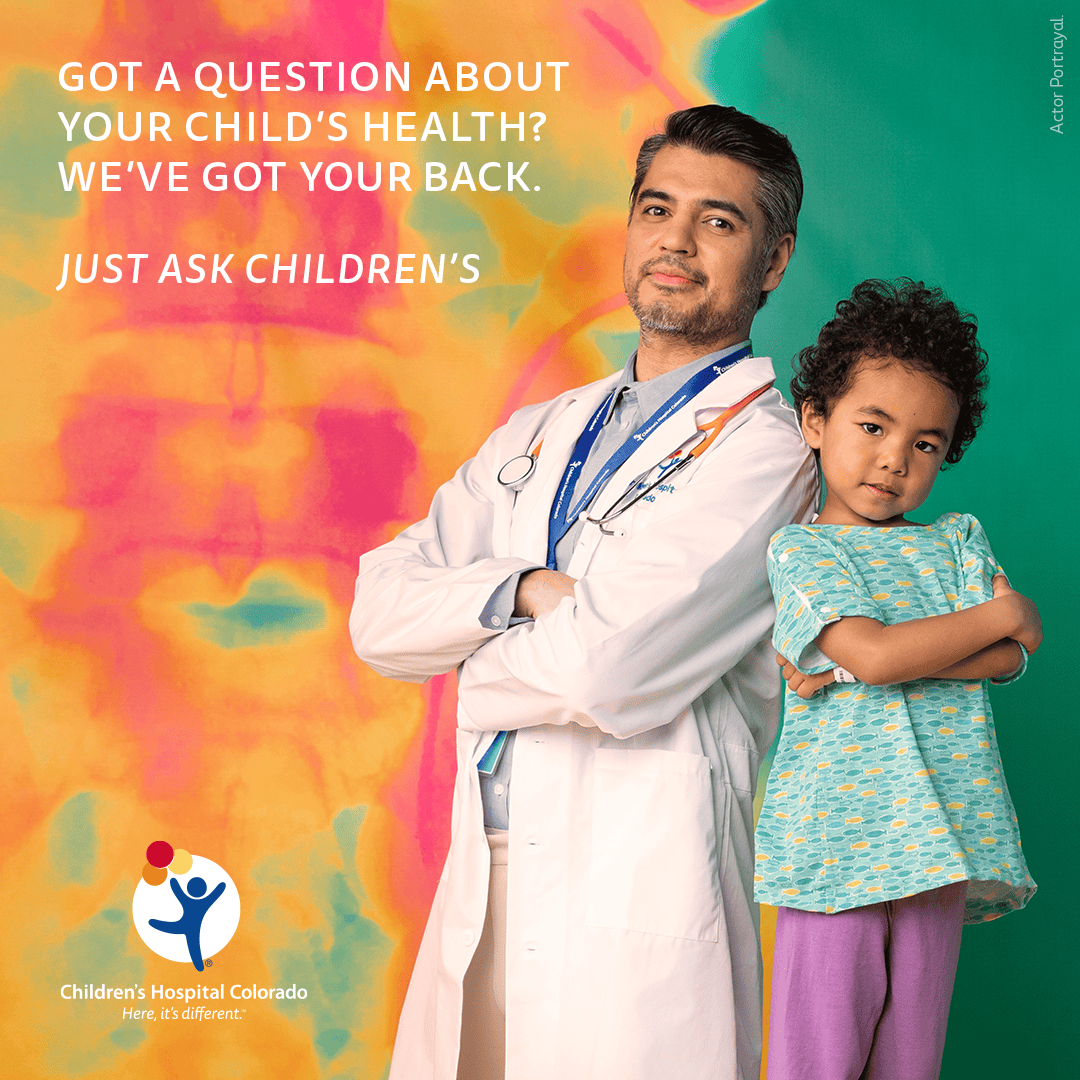 GOT A QUESTION ABOUT
YOUR CHILD'S HEALTH?
WE'VE GOT YOUR BACK.
JUST ASK CHILDREN'S
Actor Portrayal.
Children's Hospital Colorado
Here, it's different.™